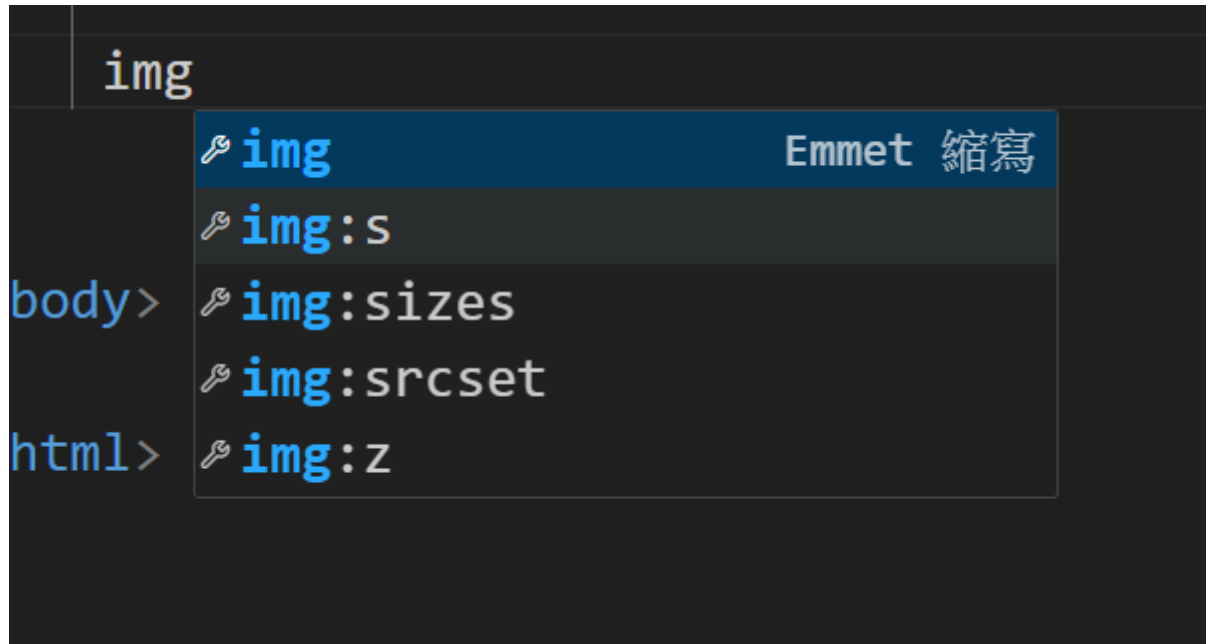 img
img Emmet 縮寫
img:s
body> img:sizes
img:srcset
html> img:z